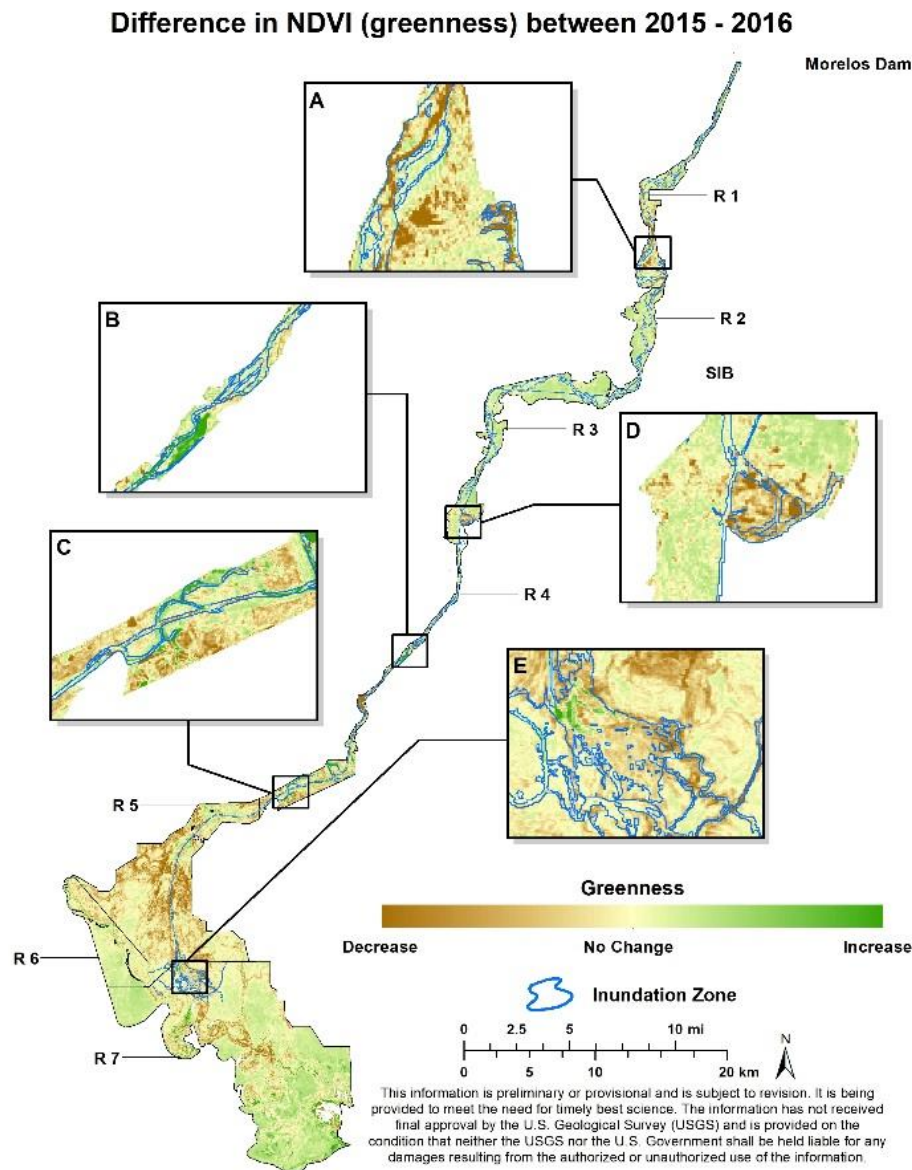 Difference in NDVI (greenness) between 2015 - 2016
Morelos Dam
A
R 1
B
R 2
SIB
R 3
D
C
R 4
E
R 5
R 6
R 7
Greenness
Decrease No Change Increase
Inundation Zone
0 2.5 5 10 mi
0 5 10 20 km
N
This information is preliminary or provisional and is subject to revision. It is being
provided to meet the need for timely best science. The information has not received
final approval by the U.S. Geological Survey (USGS) and is provided on the
condition that neither the USGS nor the U.S. Government shall be held liable for any
damages resulting from the authorized or unauthorized use of the information.